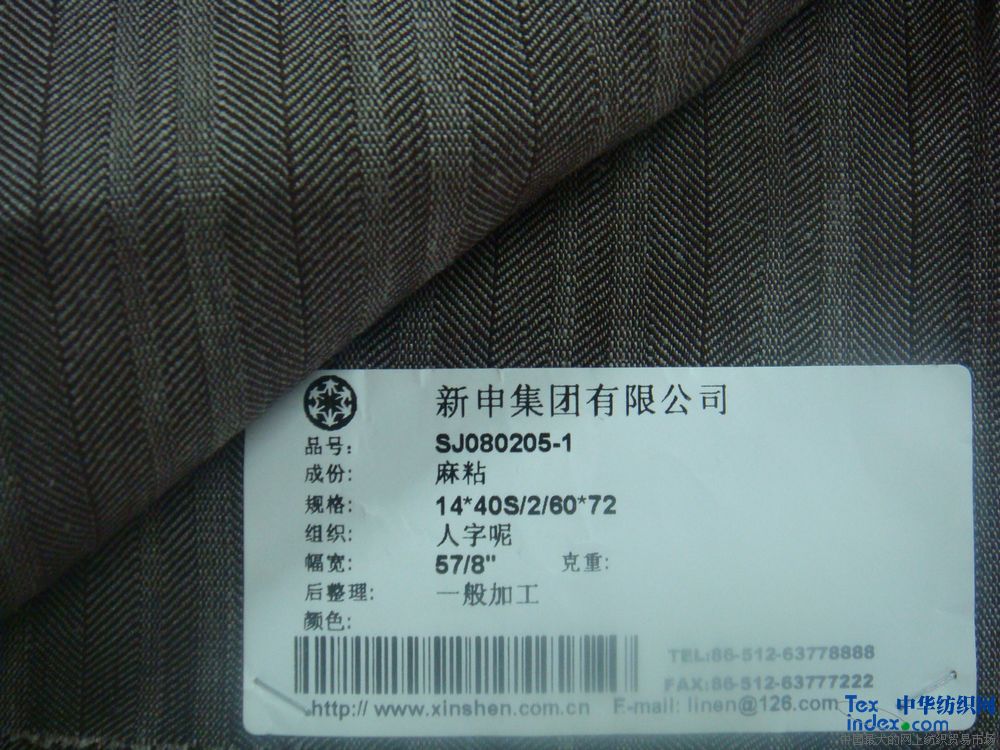 新申集团有限公司
品号: SJ080205-1
成份: 麻粘
规格: 14*40S/2/60*72
组织: 人字呢
幅宽: 57/8" 克重:
后整理: 一般加工
颜色:
TEL:86-512-63778888
FAX:86-512-63777222
http:// www.xinshen.com.cn E-mail: linen@126.com
Tex 中华纺织网
index.com
中国最大的网上纺织贸易市场